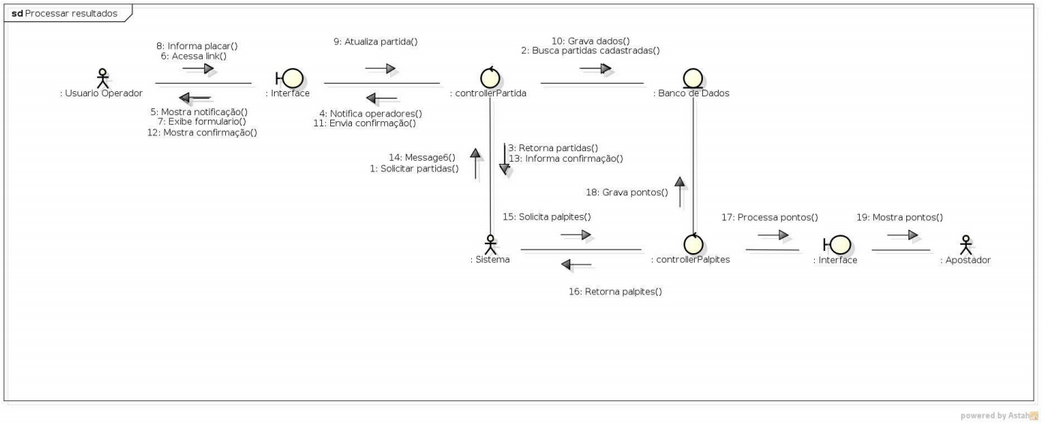 sd Processar resultados
8: Informa placar()
6: Acessa link()
9: Atualiza partida()
10: Grava dados()
2: Busca partidas cadastradas()
: Usuario Operador
: Interface
: controllerPartida
: Banco de Dados
5: Mostra notificação()
7: Exibe formulario()
12: Mostra confirmação()
4: Notifica operadores()
11: Envia confirmação()
14: Message6()
1: Solicitar partidas()
3: Retorna partidas()
13: Informa confirmação()
18: Grava pontos()
15: Solicita palpites()
17: Processa pontos()
19: Mostra pontos()
: Sistema
: controllerPalpites
: Interface
: Apostador
16: Retorna palpites()
powered by Astah